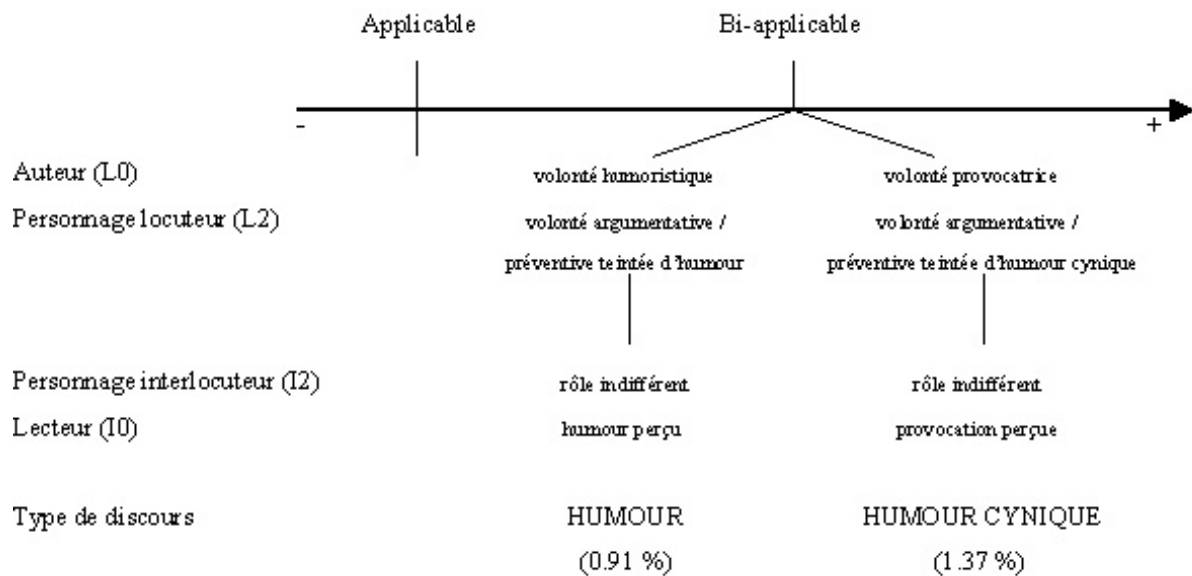 Applicable Bi-applicable
- +
Auteur (L0) volonté humoristique volonté provocatrice
Personnage locuteur (L2) volonté argumentative / volonté argumentative /
préventive teintée d'humour préventive teintée d'humour cynique
Personnage interlocuteur (I2) rôle indifférent rôle indifférent
Lecteur (I0) humour perçu provocation perçue
Type de discours HUMOUR HUMOUR CYNIQUE
(0.91 %) (1.37 %)